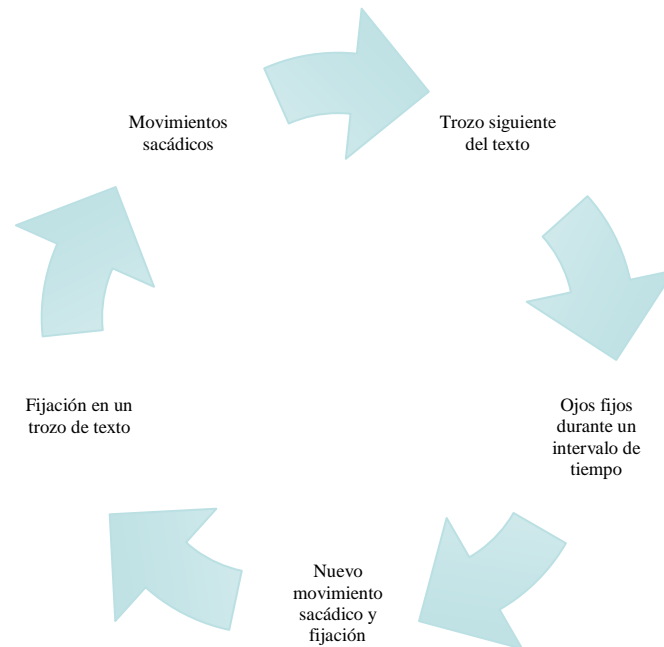 Movimientos
sacádicos
Trozo siguiente
del texto
Ojos fijos
durante un
intervalo de
tiempo
Nuevo
movimiento
sacádico y
fijación
Fijación en un
trozo de texto